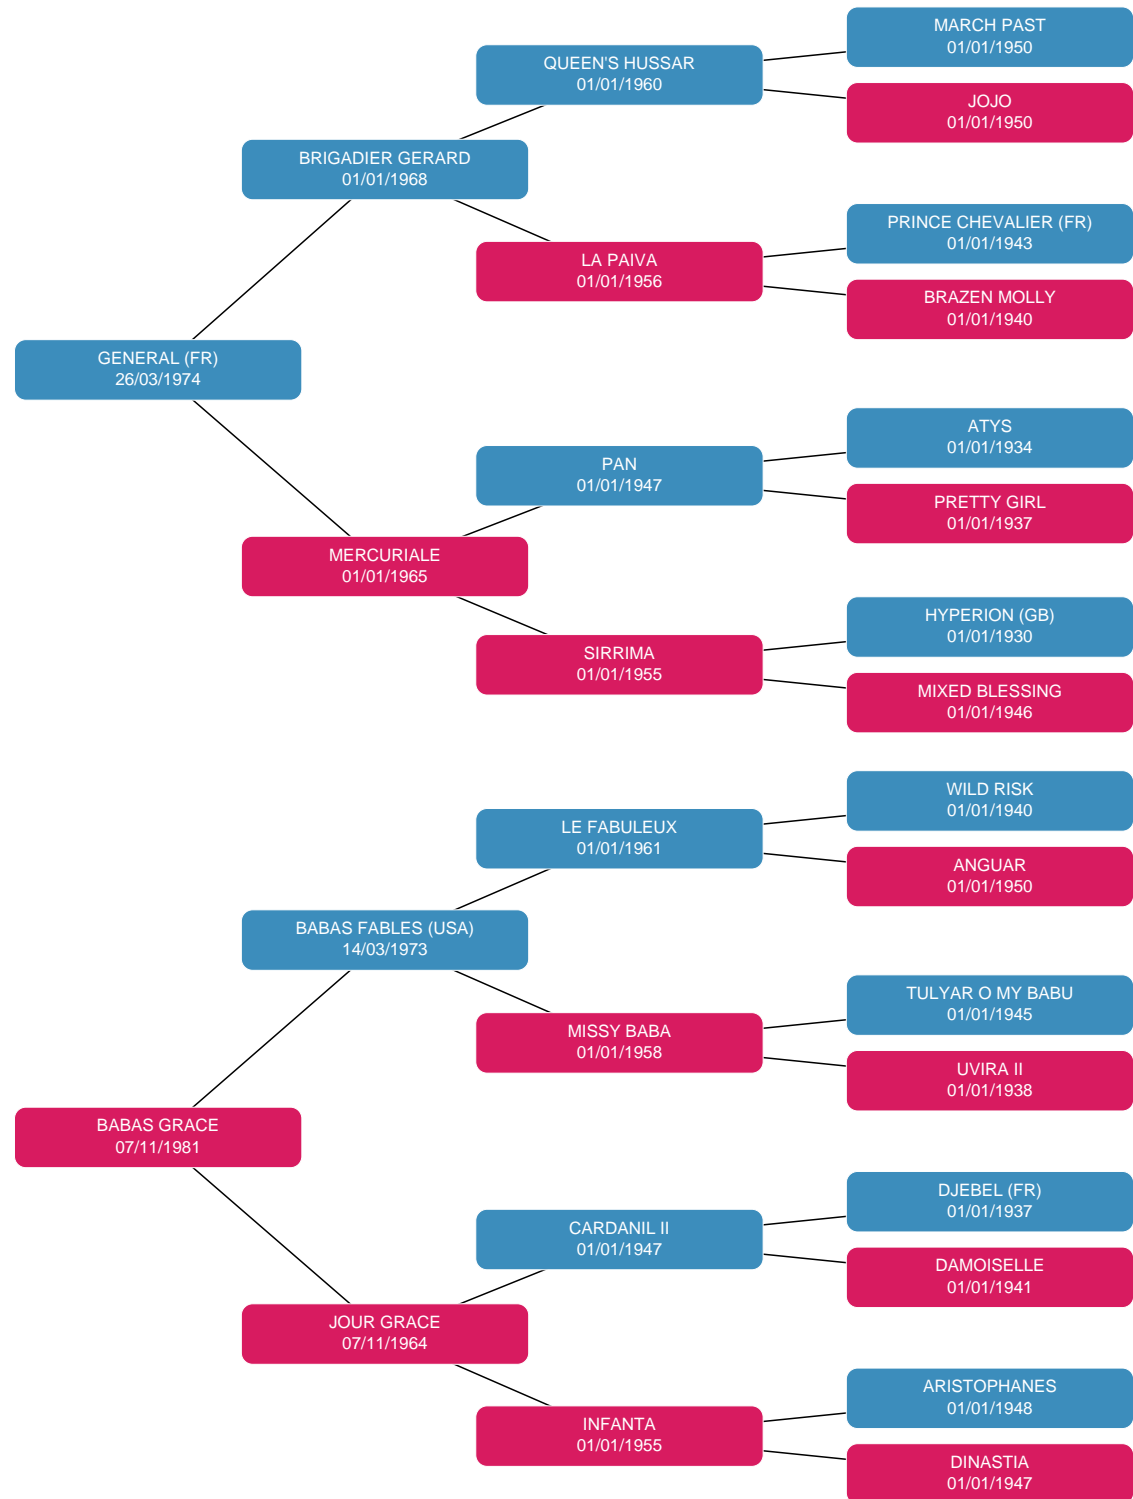 MARCH PAST
01/01/1950
QUEEN'S HUSSAR
01/01/1960
JOJO
01/01/1950
BRIGADIER GERARD
01/01/1968
PRINCE CHEVALIER (FR)
01/01/1943
LA PAIVA
01/01/1956
BRAZEN MOLLY
01/01/1940
GENERAL (FR)
26/03/1974
ATYS
01/01/1934
PAN
01/01/1947
PRETTY GIRL
01/01/1937
MERCURIALE
01/01/1965
HYPERION (GB)
01/01/1930
SIRRIMA
01/01/1955
MIXED BLESSING
01/01/1946
WILD RISK
01/01/1940
LE FABULEUX
01/01/1961
ANGUAR
01/01/1950
BABAS FABLES (USA)
14/03/1973
TULYAR O MY BABU
01/01/1945
MISSY BABA
01/01/1958
UVIRA II
01/01/1938
BABAS GRACE
07/11/1981
DJEBEL (FR)
01/01/1937
CARDANIL II
01/01/1947
DAMOISELLE
01/01/1941
JOUR GRACE
07/11/1964
ARISTOPHANES
01/01/1948
INFANTA
01/01/1955
DINASTIA
01/01/1947